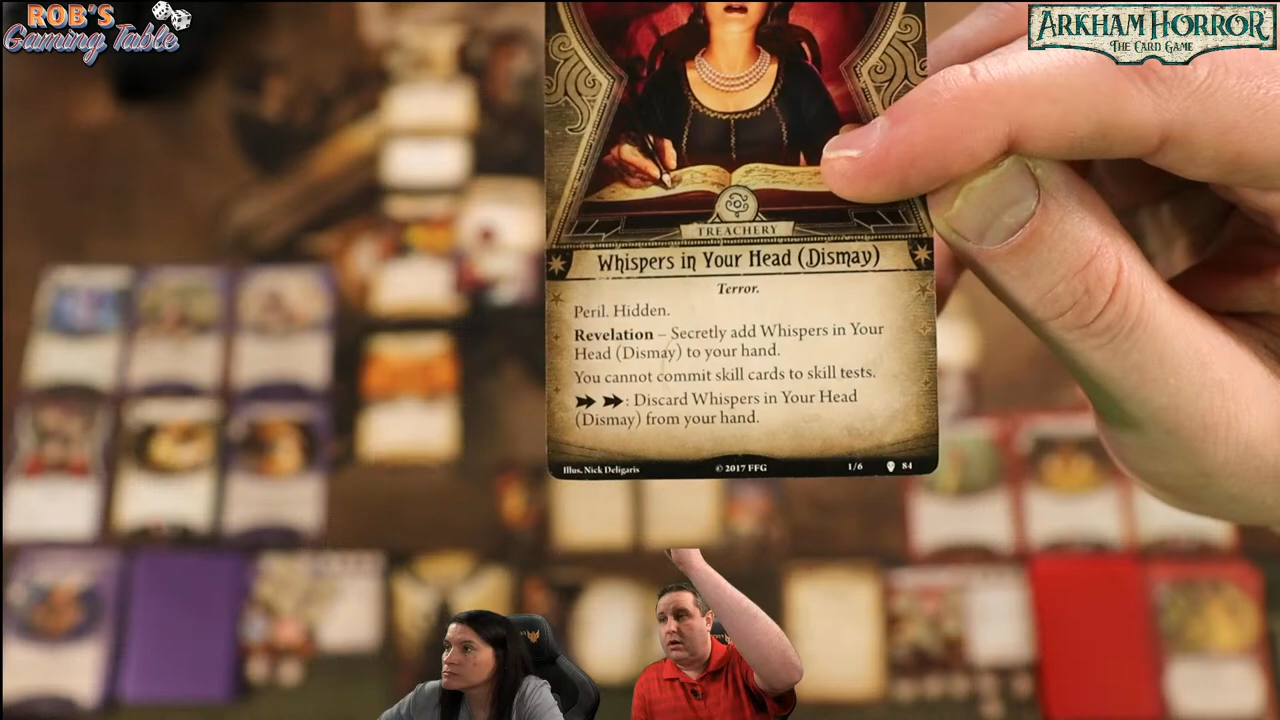 ROB'S
Gaming Table
ARKHAM HORROR
THE CARD GAME
TREACHERY
WHISPERS IN YOUR HEAD (DISMAY)
Terror.
Peril. Hidden.
Revelation – Secretly add Whispers in Your
Head (Dismay) to your hand.
You cannot commit skill cards to skill tests.
: Discard Whispers in Your Head
(Dismay) from your hand.
Illus. Nick Deligaris
© 2017 FFG
1/6
84